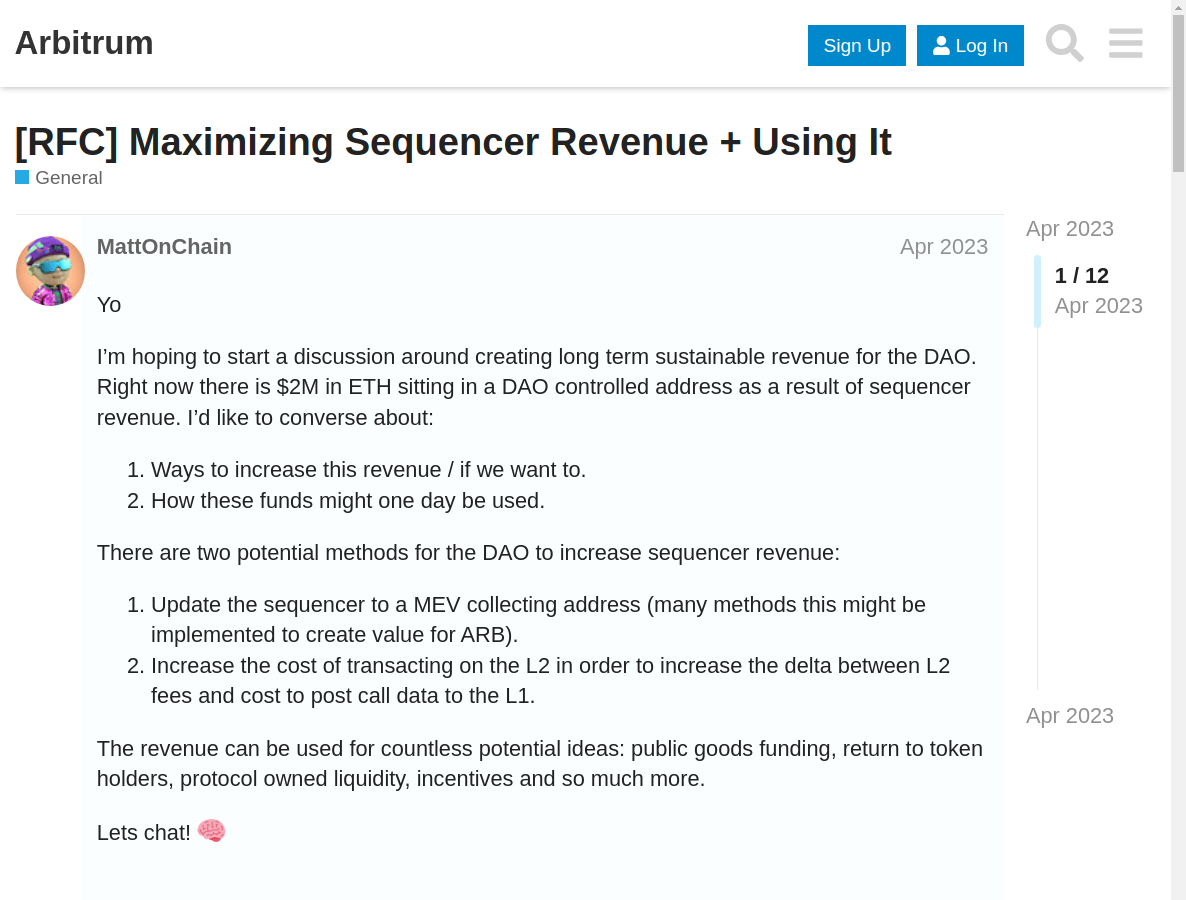 Arbitrum
Sign Up
Log In
[RFC] Maximizing Sequencer Revenue + Using It
General
MattOnChain
Apr 2023
Yo
I’m hoping to start a discussion around creating long term sustainable revenue for the DAO.
Right now there is $2M in ETH sitting in a DAO controlled address as a result of sequencer
revenue. I’d like to converse about:
1. Ways to increase this revenue / if we want to.
2. How these funds might one day be used.
There are two potential methods for the DAO to increase sequencer revenue:
1. Update the sequencer to a MEV collecting address (many methods this might be
implemented to create value for ARB).
2. Increase the cost of transacting on the L2 in order to increase the delta between L2
fees and cost to post call data to the L1.
The revenue can be used for countless potential ideas: public goods funding, return to token
holders, protocol owned liquidity, incentives and so much more.
Lets chat!
Apr 2023
1 / 12
Apr 2023
Apr 2023